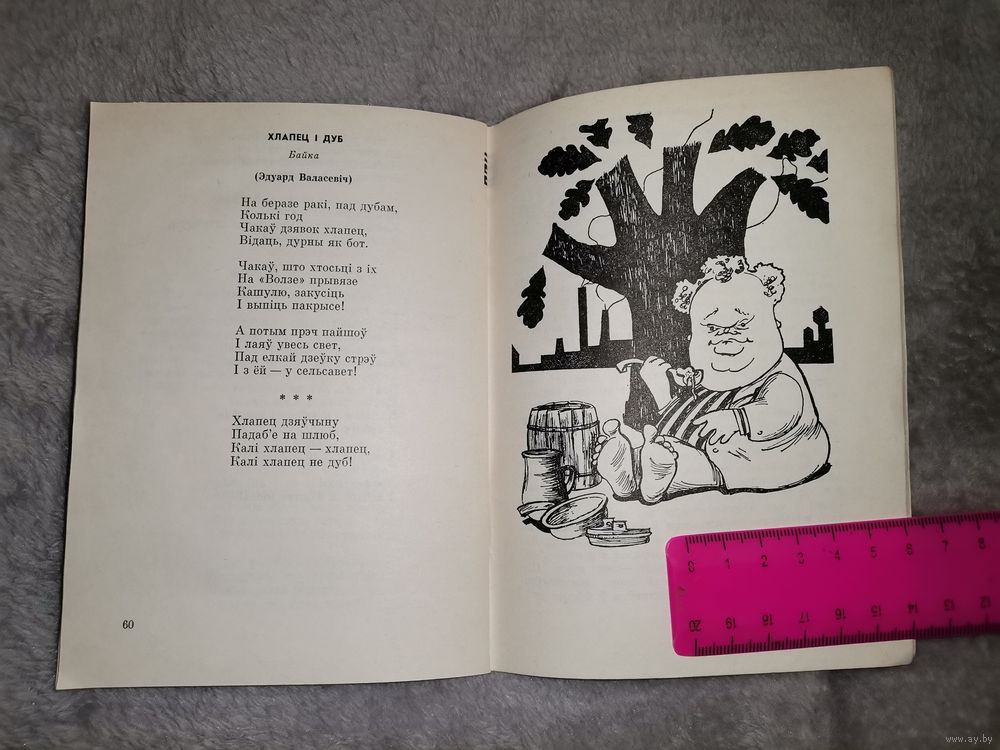 ХЛАПЕЦ І ДУБ
Байка
(Эдуард Валасевіч)
На беразе ракі, пад дубам,
Колькі год
Чакаў дзявок хлапец,
Відаць, дурны як бот.
Чакаў, што хтосьці з іх
На «Волзе» прывязе
Кашулю, закусіць
І выпіць пакрысе!
А потым прэч пайшоў
І лаяў увесь свет,
Пад елкай дзеўку стрэў
І з ёй — у сельсавет!
* * *
Хлапец дзяўчыну
Падаб'е на шлюб,
Калі хлапец — хлапец,
Калі хлапец не дуб!
60
0 1 2 3 4 5 6 7 8
20 19 18 17 16 15 14 13 12
www.ay.by